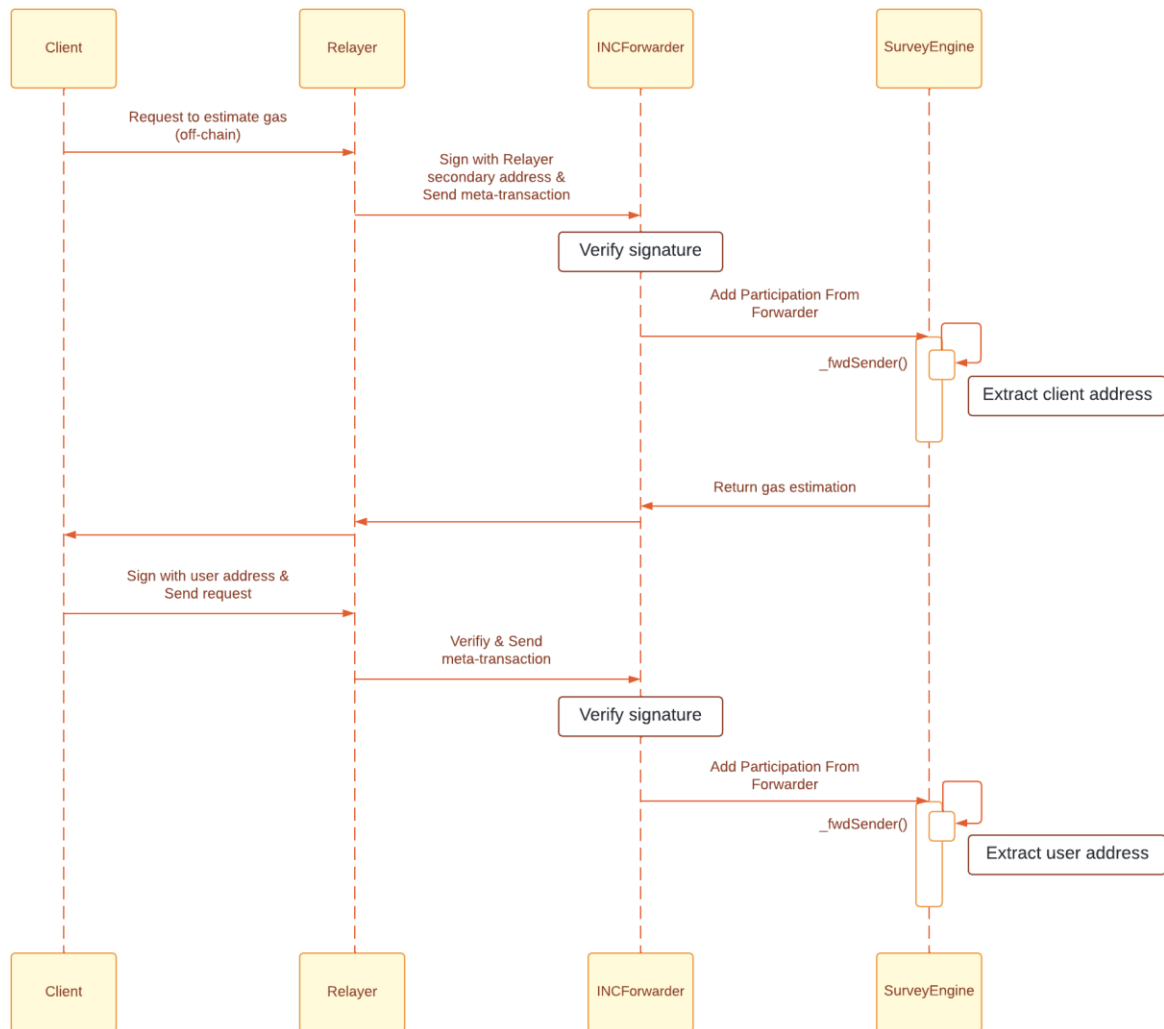 Client
Relayer
INCForwarder
SurveyEngine
Request to estimate gas
(off-chain)
Sign with Relayer
secondary address &
Send meta-transaction
Verify signature
Add Participation From
Forwarder
_fwdSender()
Extract client address
Return gas estimation
Sign with user address &
Send request
Verifiy & Send
meta-transaction
Verify signature
Add Participation From
Forwarder
_fwdSender()
Extract user address
Client
Relayer
INCForwarder
SurveyEngine